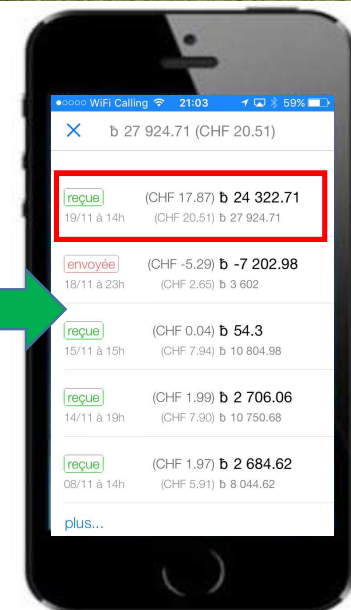 ●○○○○ WiFi Calling 21:03 59%
X ƀ 27 924.71 (CHF 20.51)
reçue (CHF 17.87) ƀ 24 322.71
19/11 à 14h (CHF 20.51) ƀ 27 924.71
envoyée (CHF -5.29) ƀ -7 202.98
18/11 à 23h (CHF 2.65) ƀ 3 602
reçue (CHF 0.04) ƀ 54.3
15/11 à 15h (CHF 7.94) ƀ 10 804.98
reçue (CHF 1.99) ƀ 2 706.06
14/11 à 19h (CHF 7.90) ƀ 10 750.68
reçue (CHF 1.97) ƀ 2 684.62
08/11 à 14h (CHF 5.91) ƀ 8 044.62
plus...